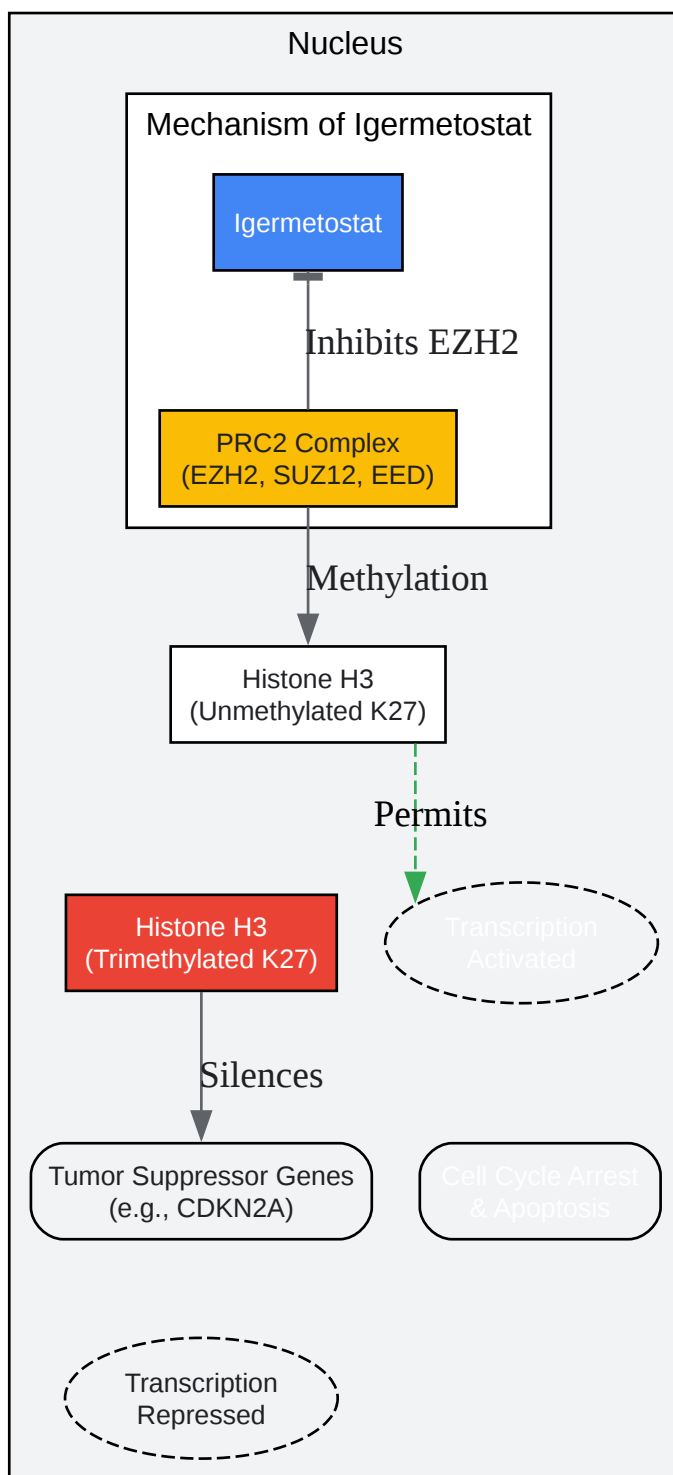 Nucleus
Mechanism of Igermetostat
Igermetostat
Inhibits EZH2
PRC2 Complex
(EZH2, SUZ12, EED)
Methylation
Histone H3
(Unmethylated K27)
Permits
Histone H3
(Trimethylated K27)
Transcription
Activated
Silences
Tumor Suppressor Genes
(e.g., CDKN2A)
Cell Cycle Arrest
& Apoptosis
Transcription
Repressed